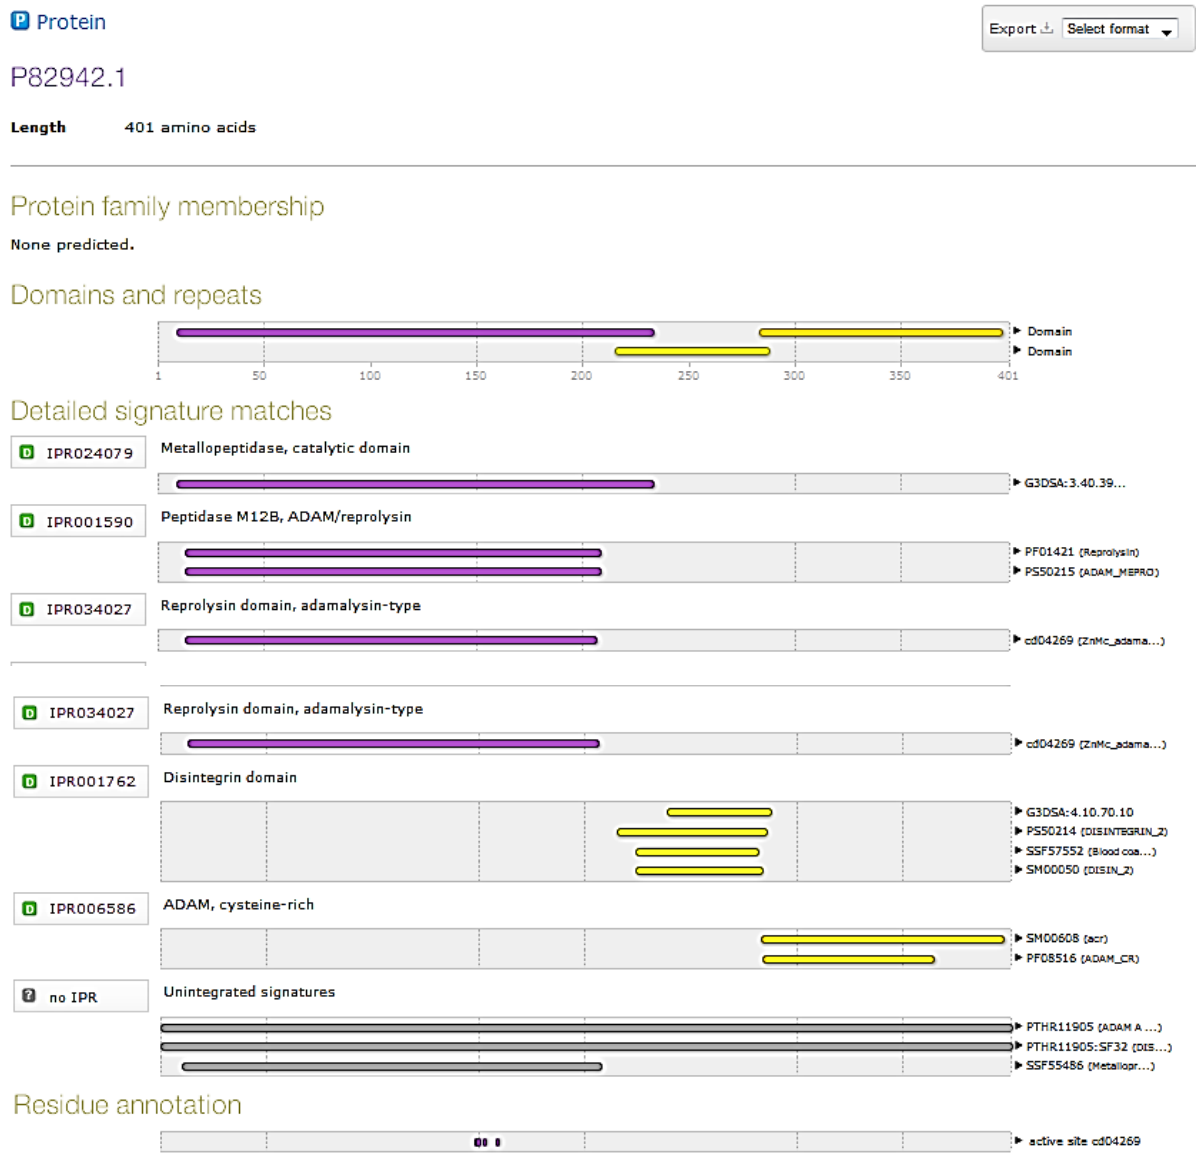 P Protein
Export Select format
P82942.1
Length 401 amino acids
Protein family membership
None predicted.
Domains and repeats
Domain
Domain
1 50 100 150 200 250 300 350 401
Detailed signature matches
D IPR024079 Metallopeptidase, catalytic domain
G3DSA:3.40.39...
D IPR001590 Peptidase M12B, ADAM/reprolysin
PF01421 (Reprolysin)
PS50215 (ADAM_MEPRO)
D IPR034027 Reprolysin domain, adamalysin-type
cd04269 (ZnMc_adama...)
D IPR034027 Reprolysin domain, adamalysin-type
cd04269 (ZnMc_adama...)
D IPR001762 Disintegrin domain
G3DSA:4.10.70.10
PS50214 (DISINTEGRIN_2)
SSF57552 (Blood coa...)
SM00050 (DISIN_2)
D IPR006586 ADAM, cysteine-rich
SM00608 (acr)
PF08516 (ADAM_CR)
? no IPR Unintegrated signatures
PTHR11905 (ADAM A ...)
PTHR11905:SF32 (DIS...)
SSF55486 (Metallopr...)
Residue annotation
active site cd04269